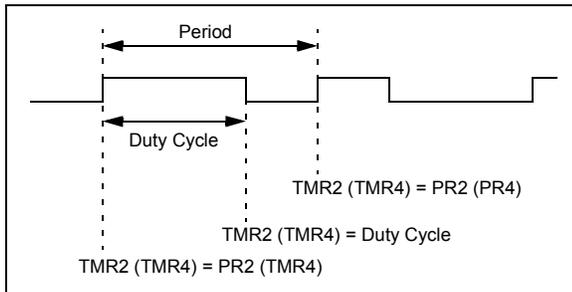 Period
Duty Cycle
TMR2 (TMR4) = PR2 (PR4)
TMR2 (TMR4) = Duty Cycle
TMR2 (TMR4) = PR2 (TMR4)